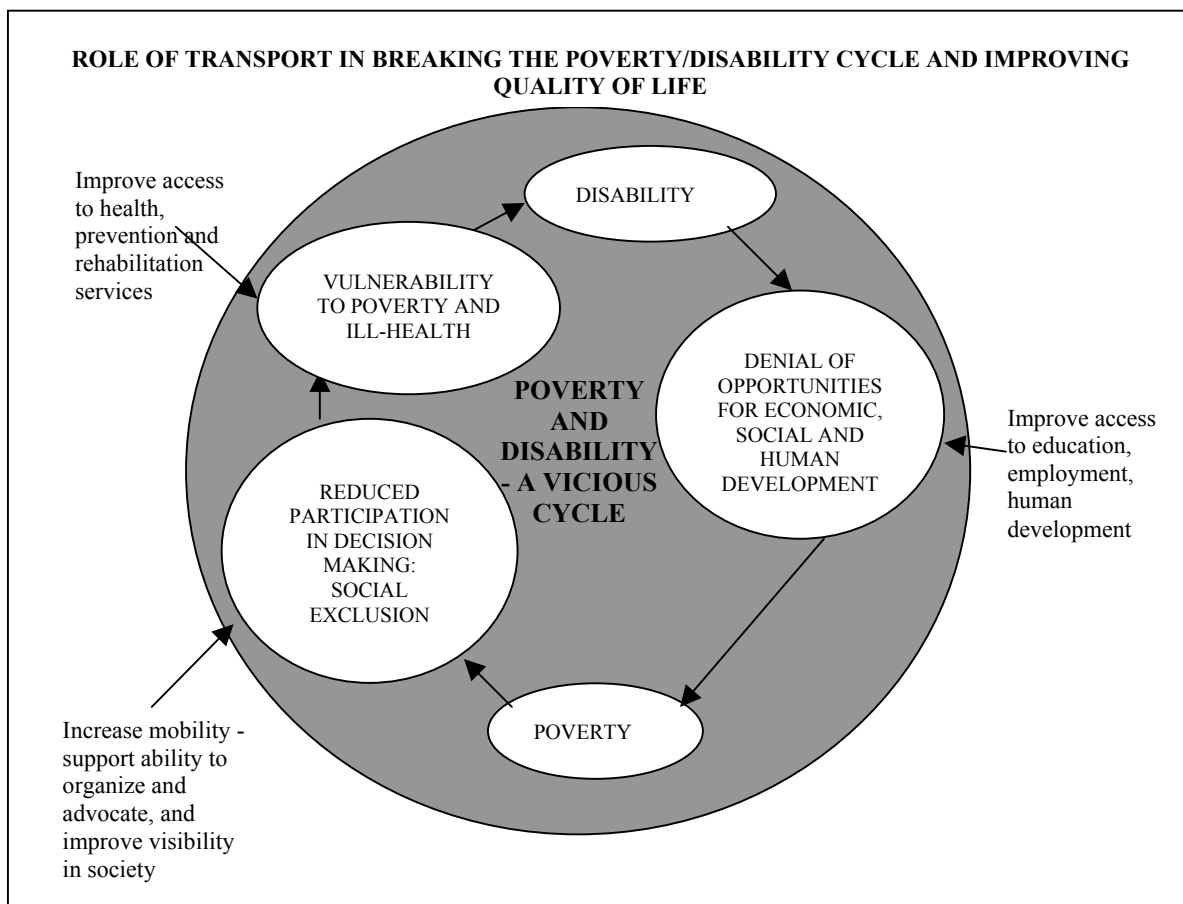 ROLE OF TRANSPORT IN BREAKING THE POVERTY/DISABILITY CYCLE AND IMPROVING
QUALITY OF LIFE
Improve access
to health,
prevention and
rehabilitation
services
DISABILITY
VULNERABILITY
TO POVERTY AND
ILL-HEALTH
DENIAL OF
OPPORTUNITIES
FOR ECONOMIC,
SOCIAL AND
HUMAN
DEVELOPMENT
POVERTY
AND
DISABILITY
- A VICIOUS
CYCLE
Improve access
to education,
employment,
human
development
REDUCED
PARTICIPATION
IN DECISION
MAKING:
SOCIAL
EXCLUSION
POVERTY
Increase mobility -
support ability to
organize and
advocate, and
improve visibility
in society